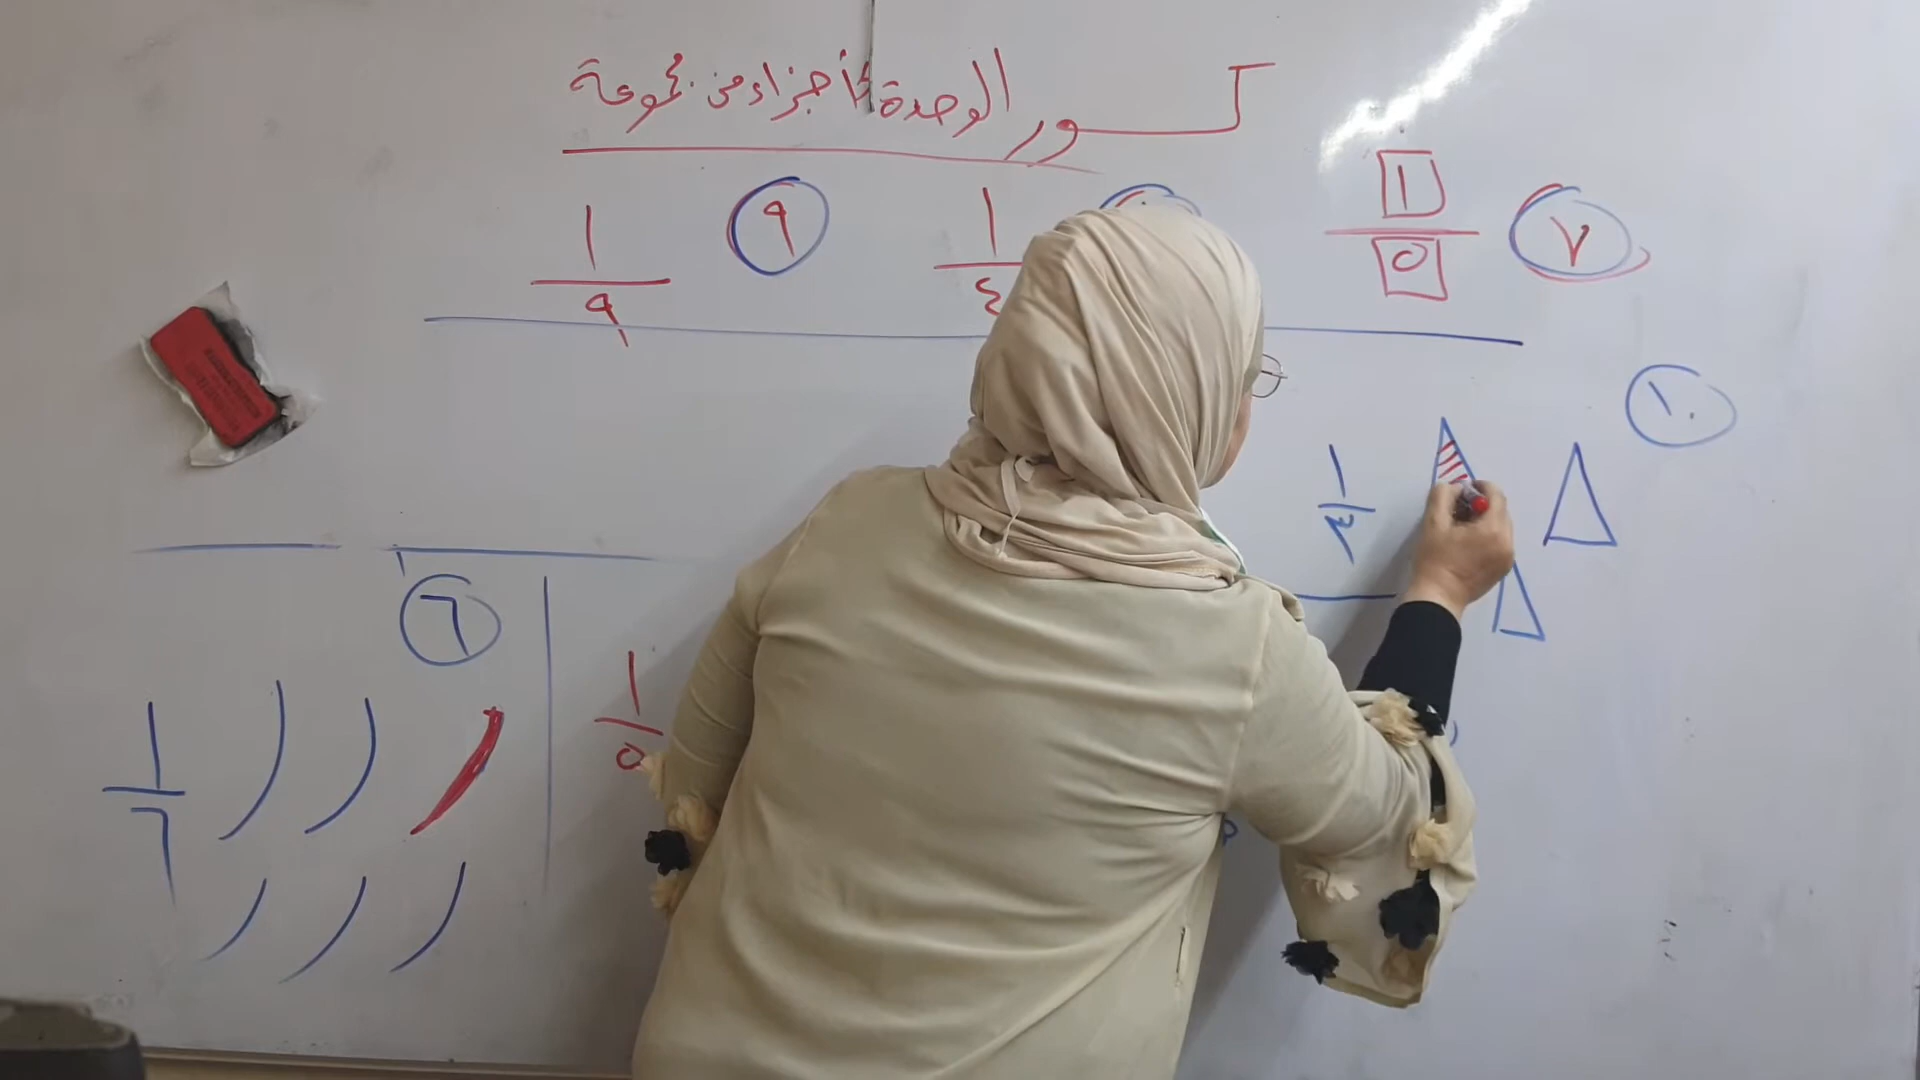 كسور الوحدة كأجزاء من مجموعة
٧ ١/٥ ١/٤ ٩ ١/٩
١٠ ١/٣
١/٥
٦ ١/٦